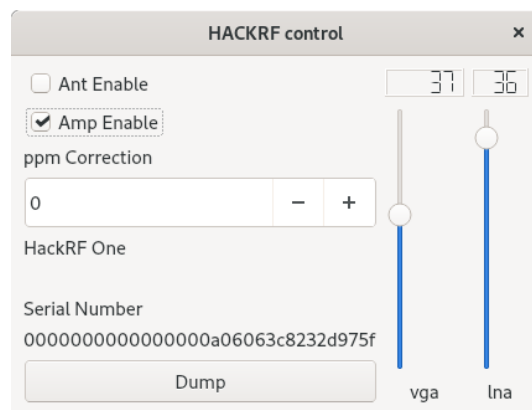 HACKRF control ×
Ant Enable
37 36
Amp Enable
ppm Correction
0 − +
HackRF One
Serial Number
0000000000000000a06063c8232d975f
Dump
vga lna